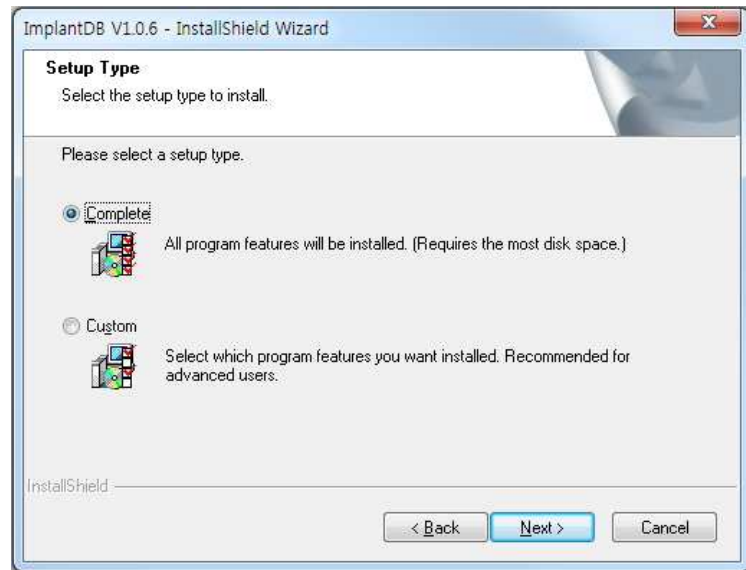 ImplantDB V1.0.6 - InstallShield Wizard
Setup Type
Select the setup type to install.
Please select a setup type.
Complete
All program features will be installed. (Requires the most disk space.)
Custom
Select which program features you want installed. Recommended for
advanced users.
InstallShield
< Back Next > Cancel